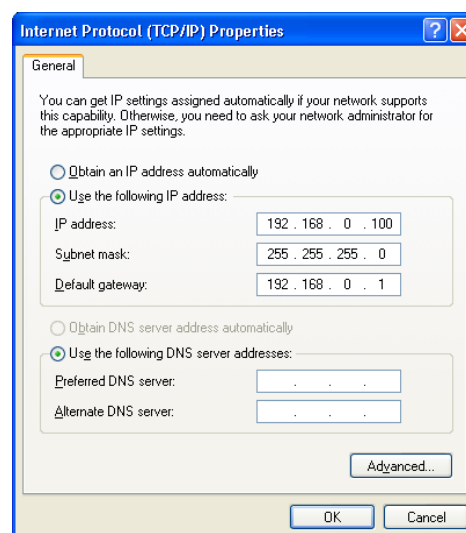 Internet Protocol (TCP/IP) Properties
General
You can get IP settings assigned automatically if your network supports
this capability. Otherwise, you need to ask your network administrator for
the appropriate IP settings.
Obtain an IP address automatically
Use the following IP address:
IP address: 192 . 168 . 0 . 100
Subnet mask: 255 . 255 . 255 . 0
Default gateway: 192 . 168 . 0 . 1
Obtain DNS server address automatically
Use the following DNS server addresses:
Preferred DNS server: . . .
Alternate DNS server: . . .
Advanced...
OK Cancel